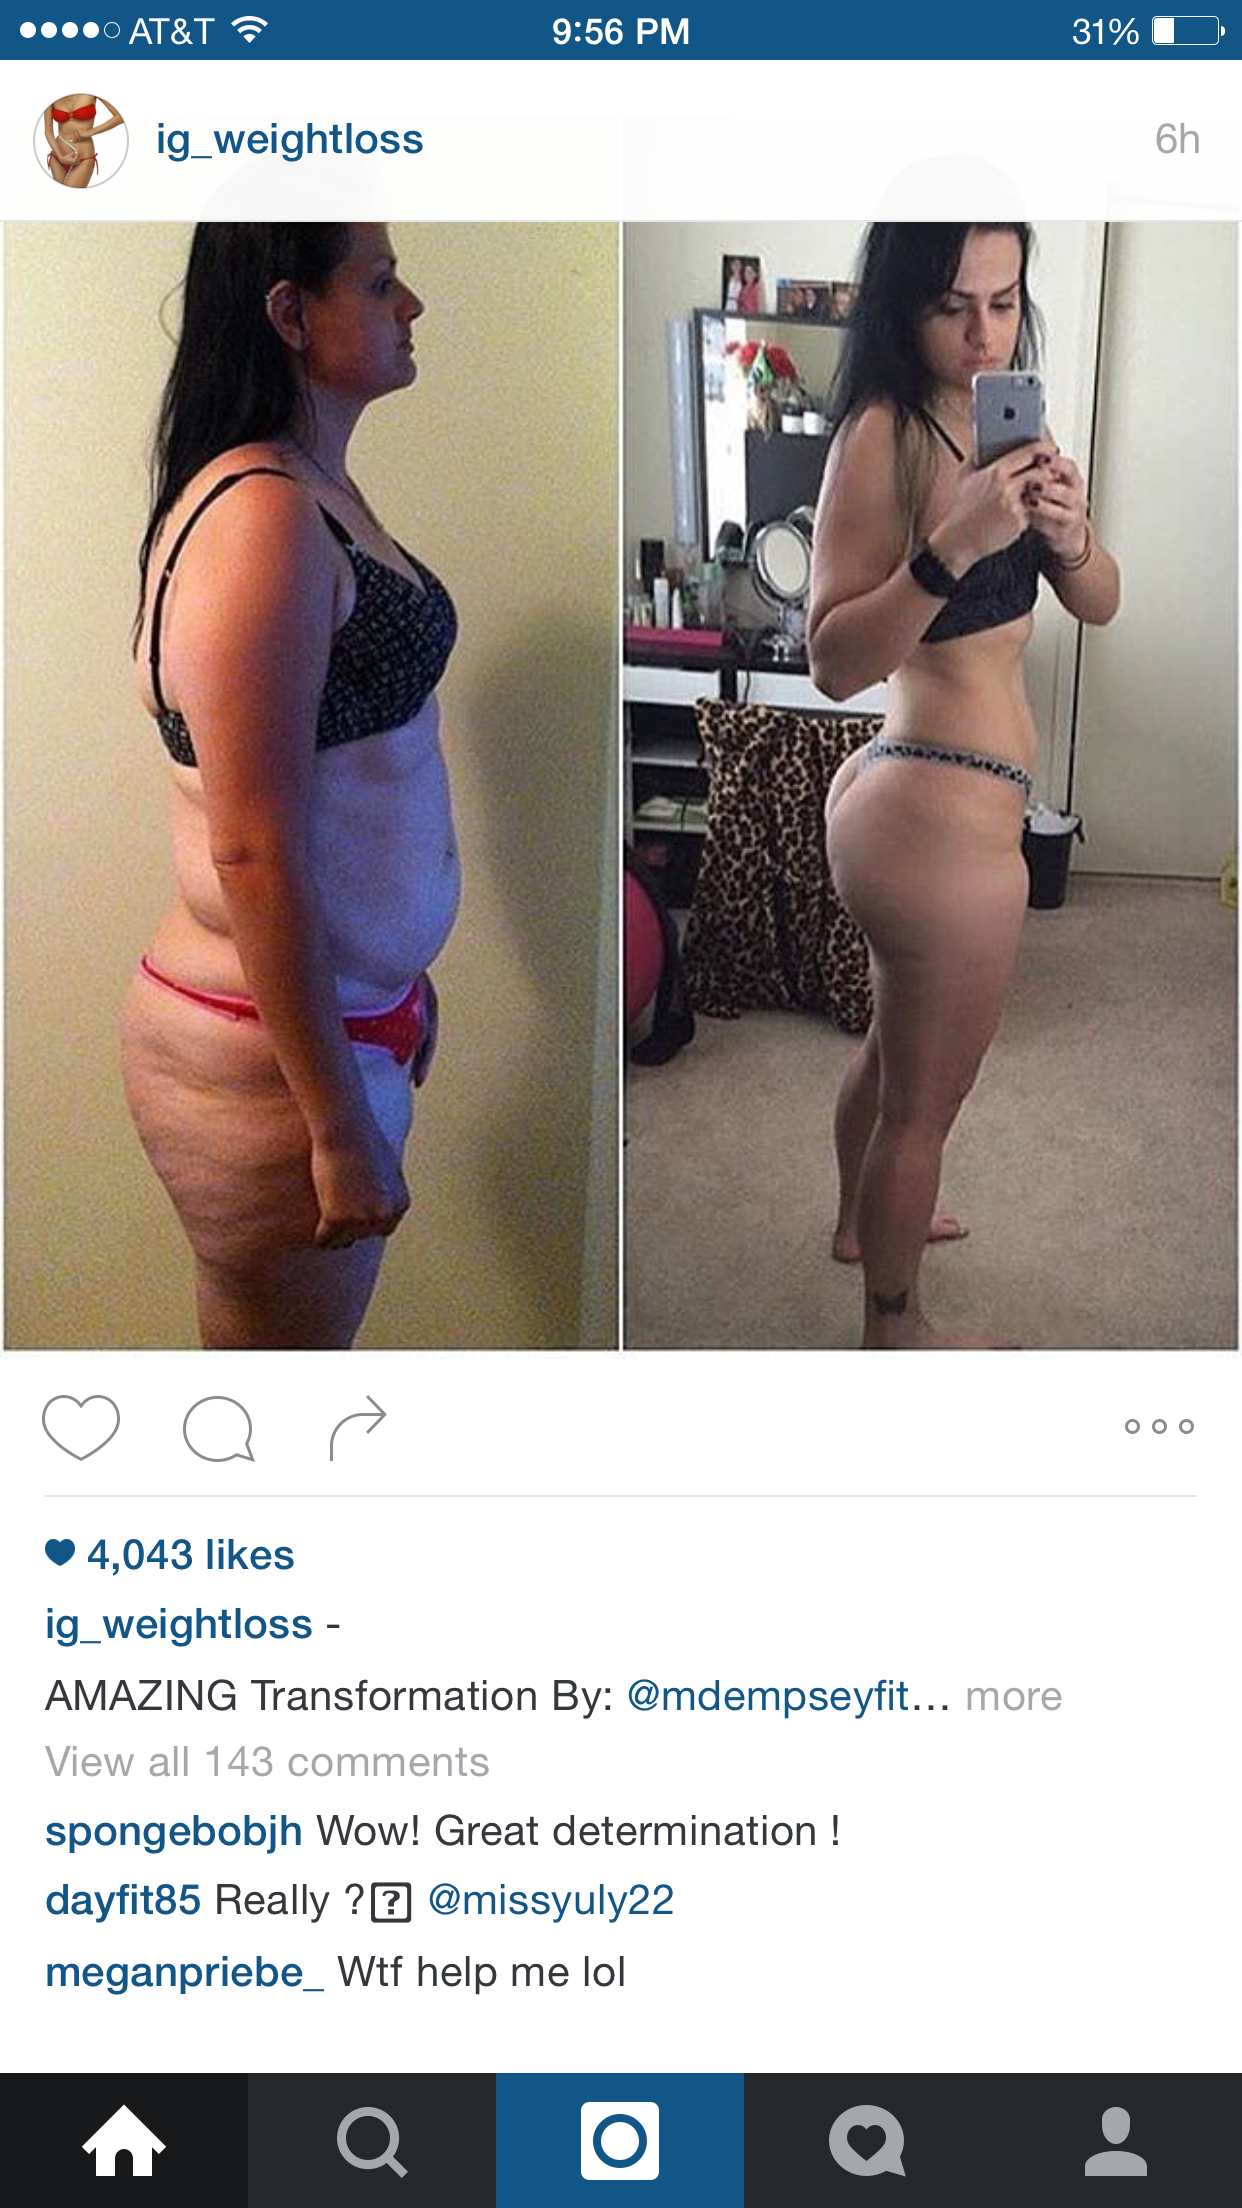 AT&T 9:56 PM 31%
ig_weightloss 6h
4,043 likes
ig_weightloss -
AMAZING Transformation By: @mdempseyfit... more
View all 143 comments
spongebobjh Wow! Great determination !
dayfit85 Really ?⍰ @missyuly22
meganpriebe_ Wtf help me lol